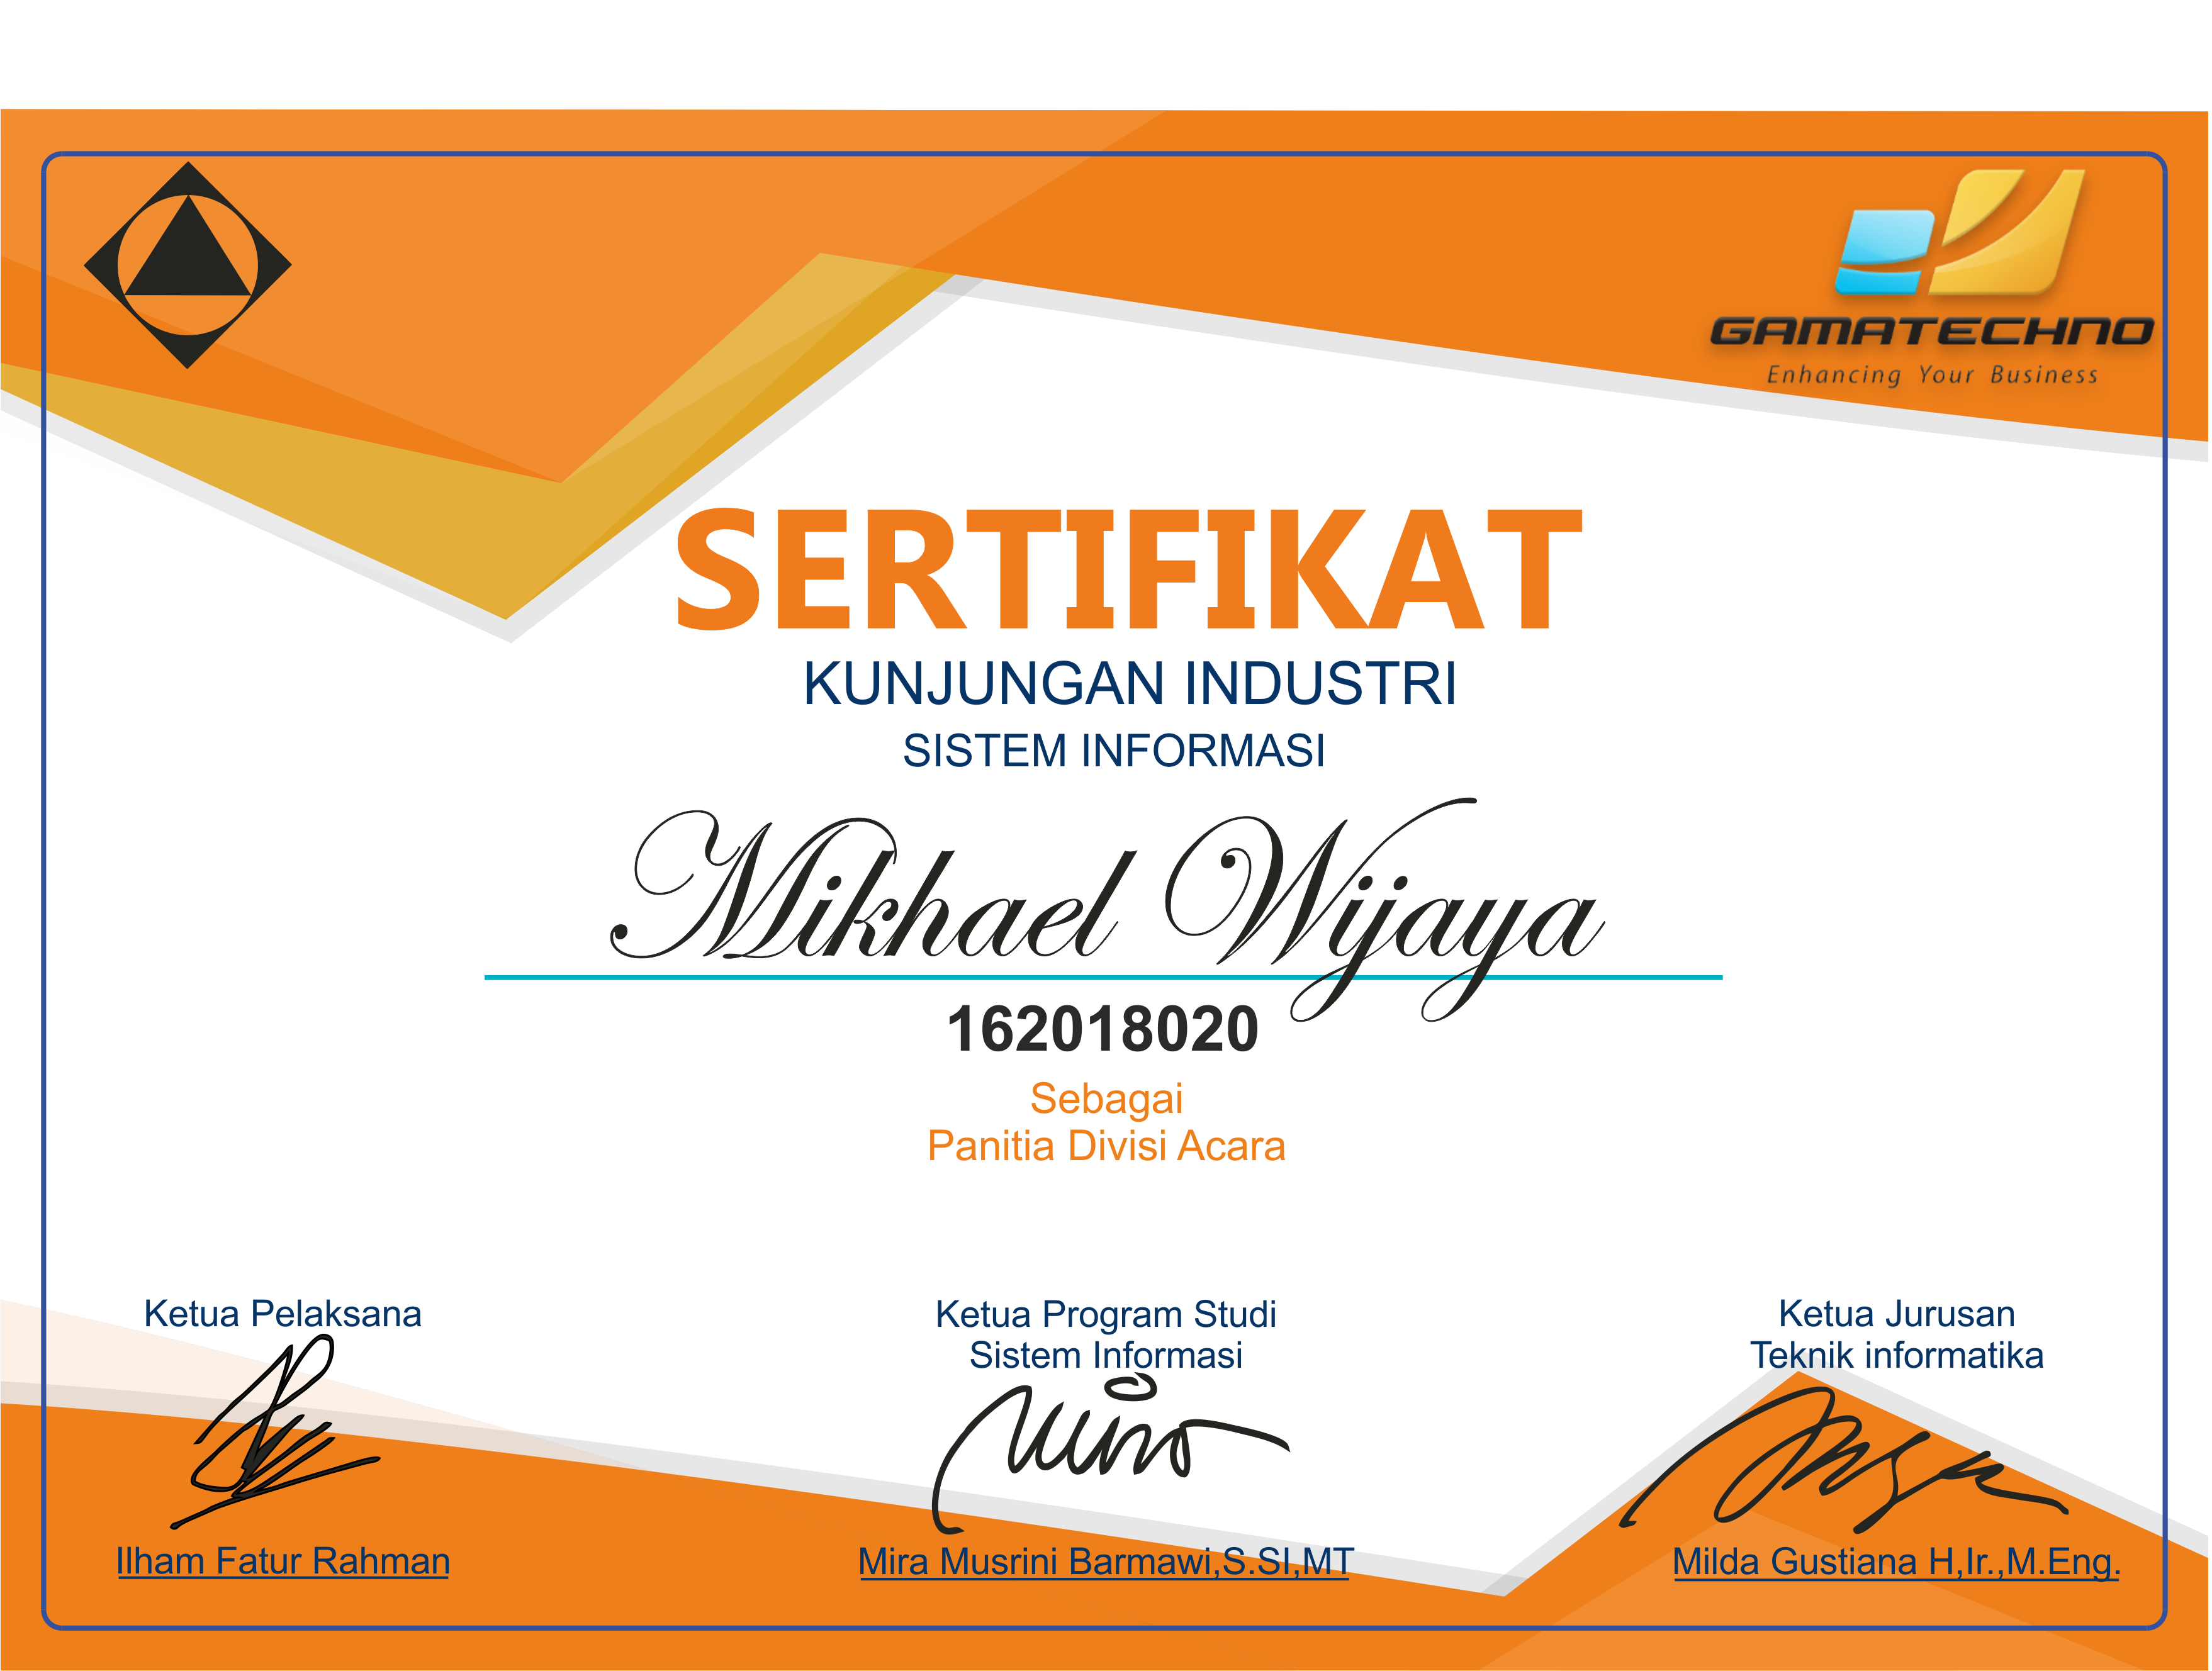 GAMATECHNO
Enhancing Your Business
SERTIFIKAT
KUNJUNGAN INDUSTRI
SISTEM INFORMASI
Mikhael Wijaya
162018020
Sebagai
Panitia Divisi Acara
Ketua Pelaksana
Ilham Fatur Rahman
Ketua Program Studi
Sistem Informasi
Mira Musrini Barmawi,S.SI,MT
Ketua Jurusan
Teknik informatika
Milda Gustiana H,Ir.,M.Eng.